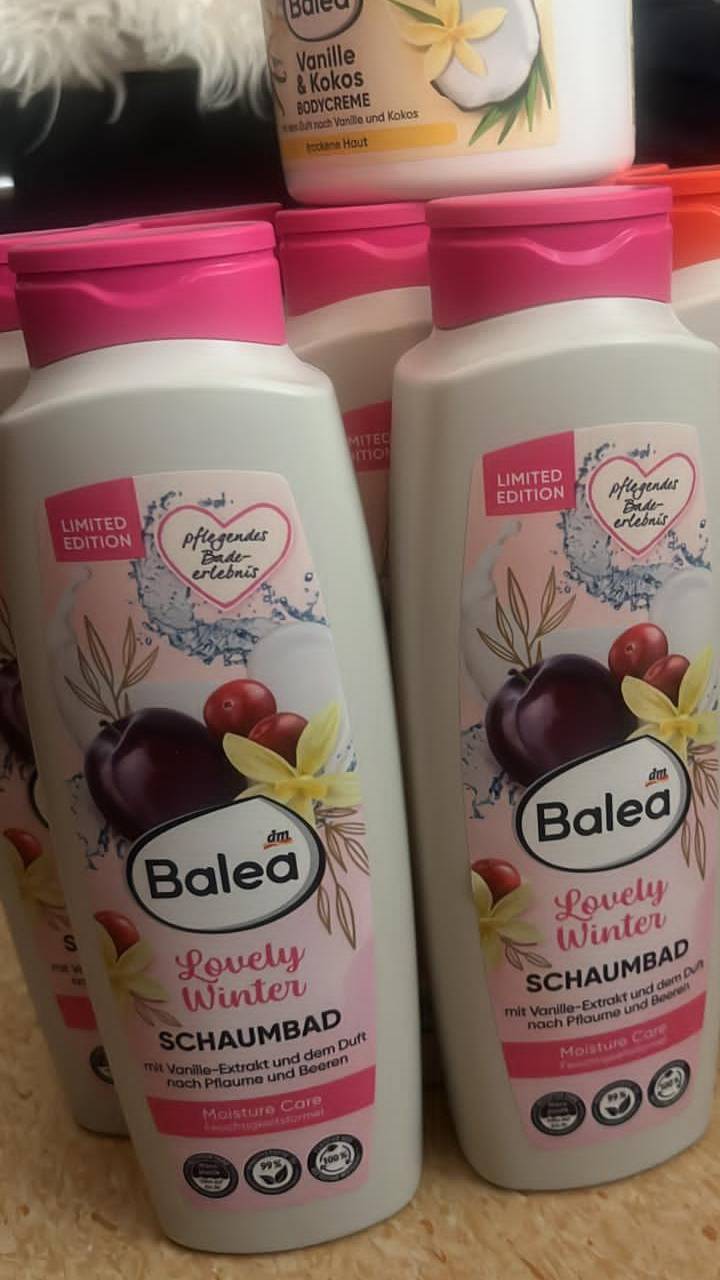 Balea
Vanille
& Kokos
BODYCREME
Duft nach Vanille und Kokos
trockene Haut
LIMITED
EDITION
pflegendes
Bade-
erlebnis
dm
Balea
Lovely
Winter
SCHAUMBAD
mit Vanille-Extrakt und dem Duft
nach Pflaume und Beeren
Moisture Care
Feuchtigkeitsformel
99%
100%
LIMITED
EDITION
pflegendes
Bade-
erlebnis
dm
Balea
Lovely
Winter
SCHAUMBAD
mit Vanille-Extrakt und dem Duft
nach Pflaume und Beeren
Moisture Care
Feuchtigkeitsformel
99%
100%